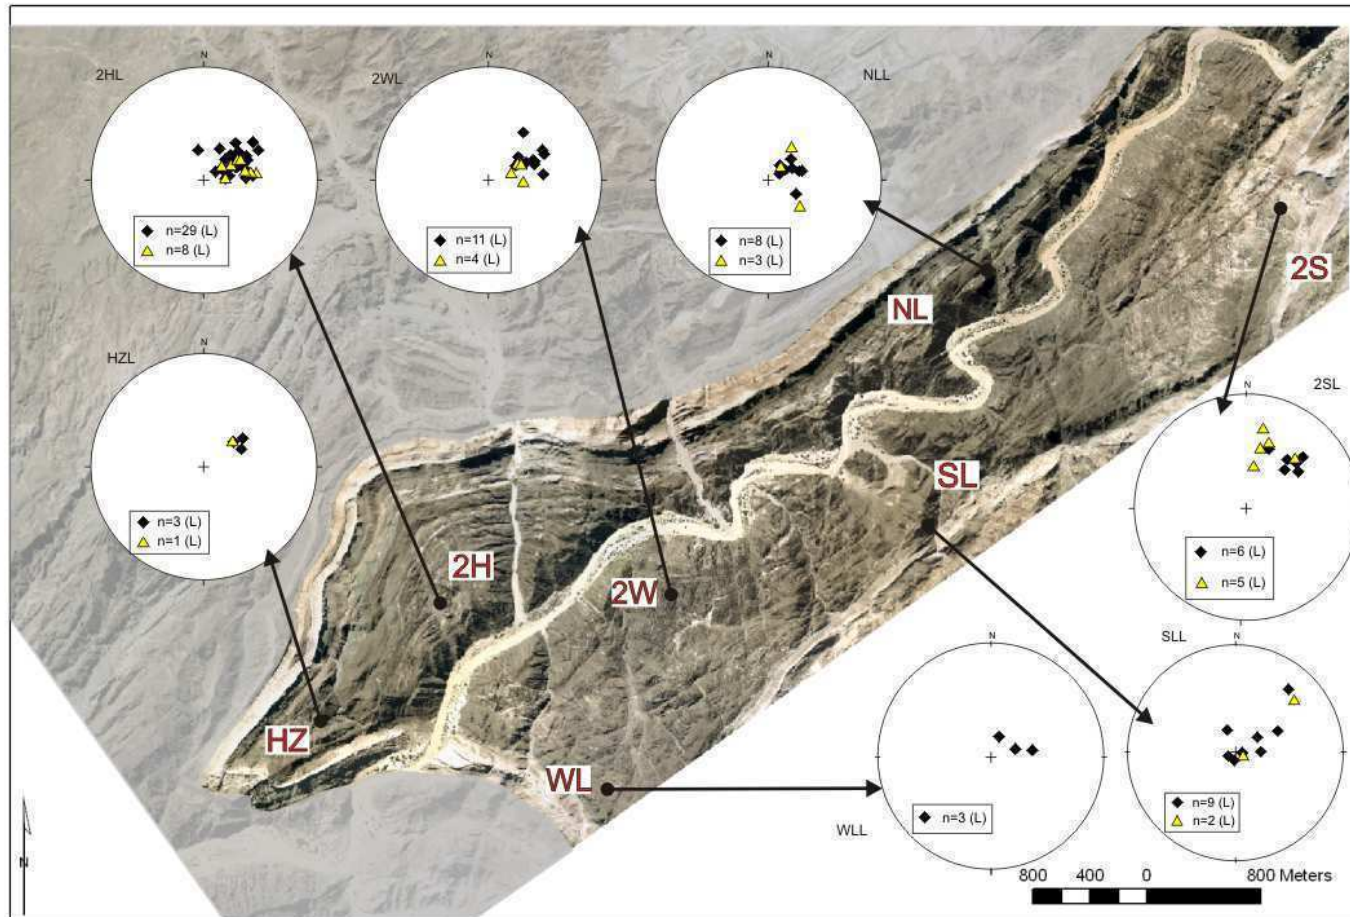 N
2HL
n=29 (L)
n=8 (L)
N
2WL
n=11 (L)
n=4 (L)
N
NLL
n=8 (L)
n=3 (L)
2S
NL
N
HZL
n=3 (L)
n=1 (L)
N
2SL
n=6 (L)
n=5 (L)
SL
2H
2W
N
SLL
n=9 (L)
n=2 (L)
N
WLL
n=3 (L)
HZ
WL
N
800 400 0 800 Meters